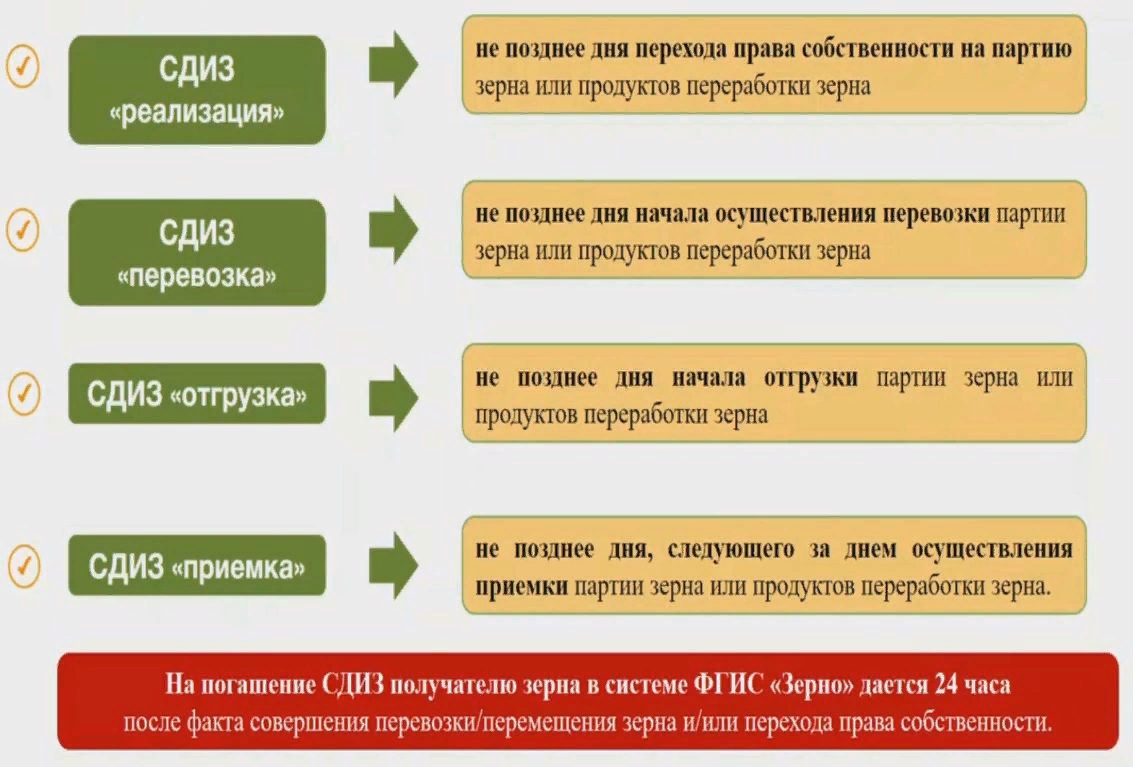 СДИЗ
«реализация»
не позднее дня перехода права собственности на партию
зерна или продуктов переработки зерна
СДИЗ
«перевозка»
не позднее дня начала осуществления перевозки партии
зерна или продуктов переработки зерна
СДИЗ «отгрузка»
не позднее дня начала отгрузки партии зерна или
продуктов переработки зерна
СДИЗ «приемка»
не позднее дня, следующего за днем осуществления
приемки партии зерна или продуктов переработки зерна.
На погашение СДИЗ получателю зерна в системе ФГИС «Зерно» дается 24 часа
после факта совершения перевозки/перемещения зерна и/или перехода права собственности.